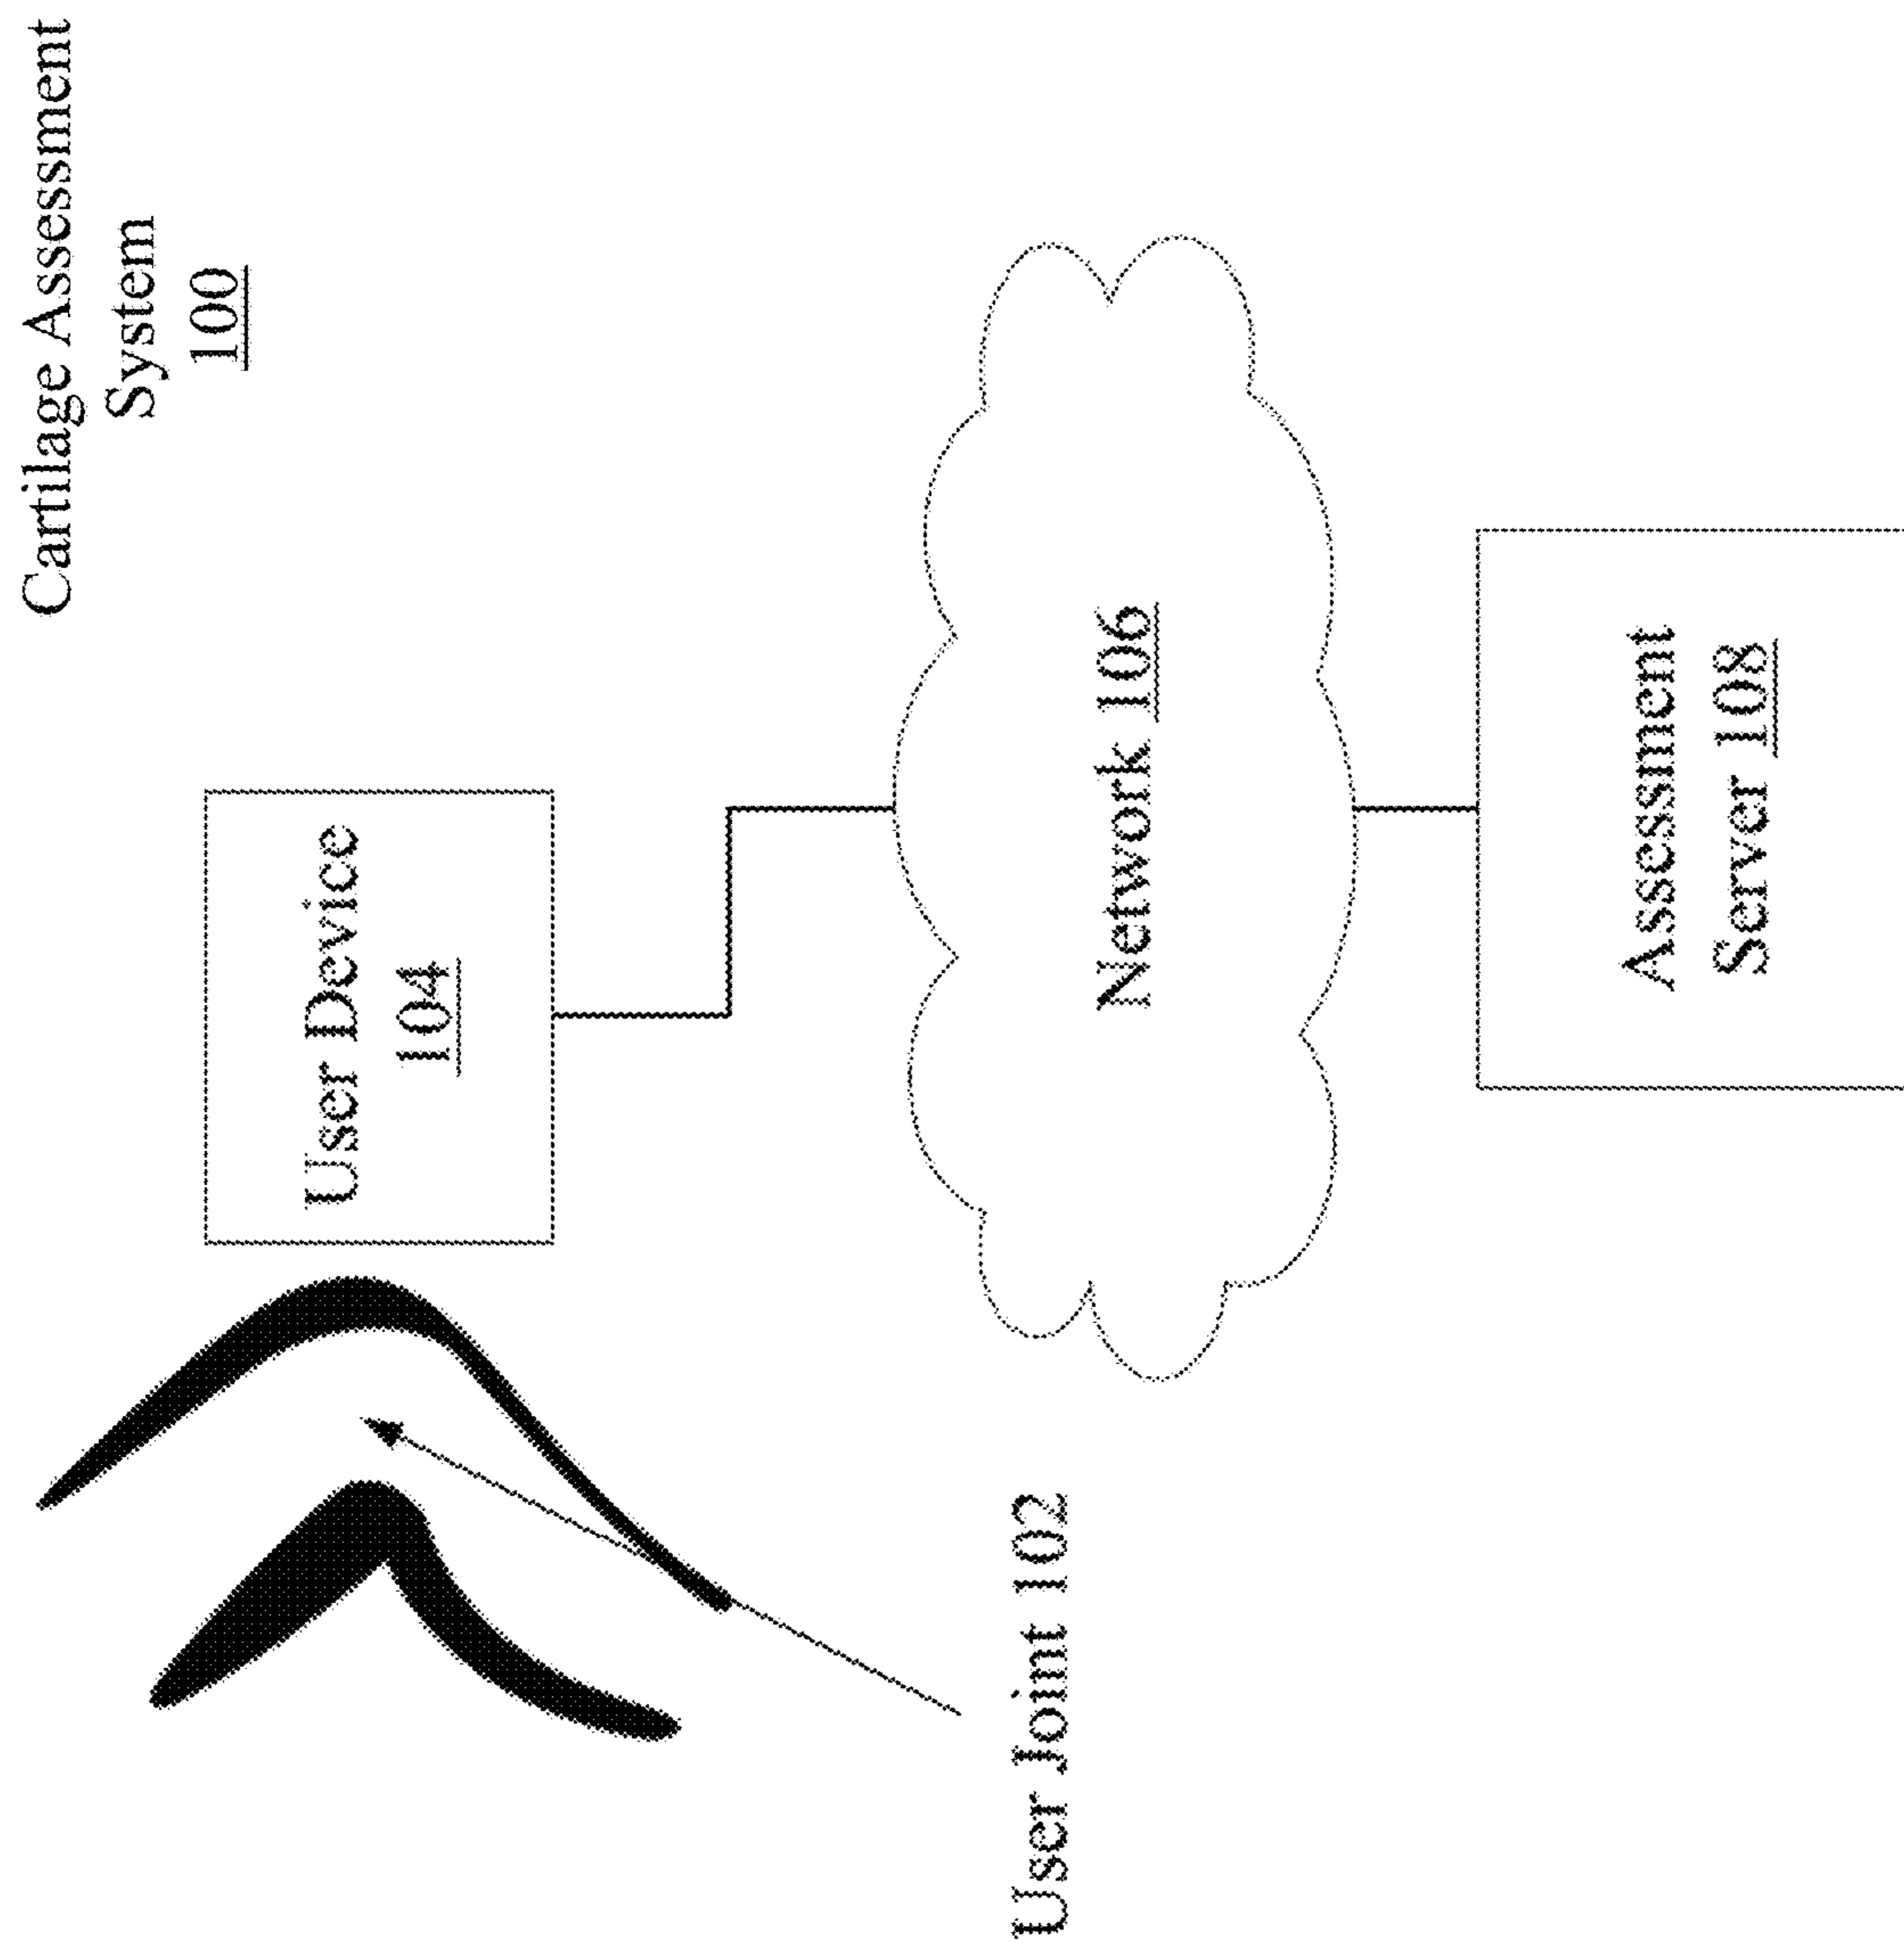 Cartilage Assessment
System
100
User Device
104
User Joint 102
Network 106
Assessment
Server 108